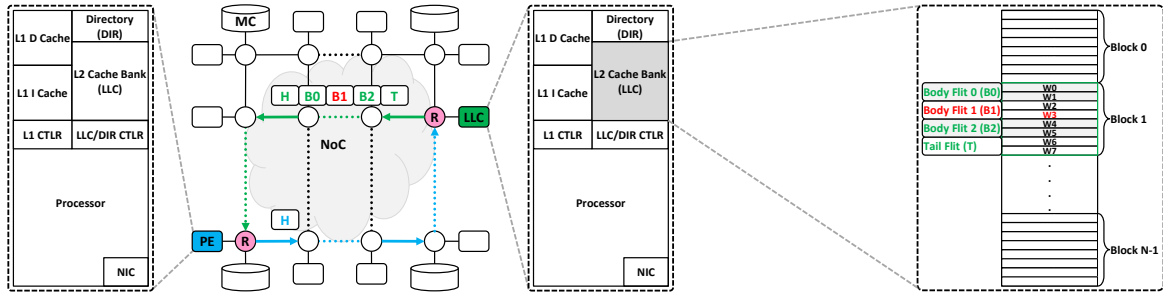 L1 D Cache
Directory
(DIR)
L2 Cache Bank
(LLC)
L1 I Cache
L1 CTLR
LLC/DIR CTLR
Processor
NIC
MC
H
B0
B1
B2
T
R
LLC
NoC
H
PE
R
L1 D Cache
Directory
(DIR)
L2 Cache Bank
(LLC)
L1 I Cache
L1 CTLR
LLC/DIR CTLR
Processor
NIC
Block 0
Body Flit 0 (B0)
Body Flit 1 (B1)
Body Flit 2 (B2)
Tail Flit (T)
W0
W1
W2
W3
W4
W5
W6
W7
Block 1
Block N-1